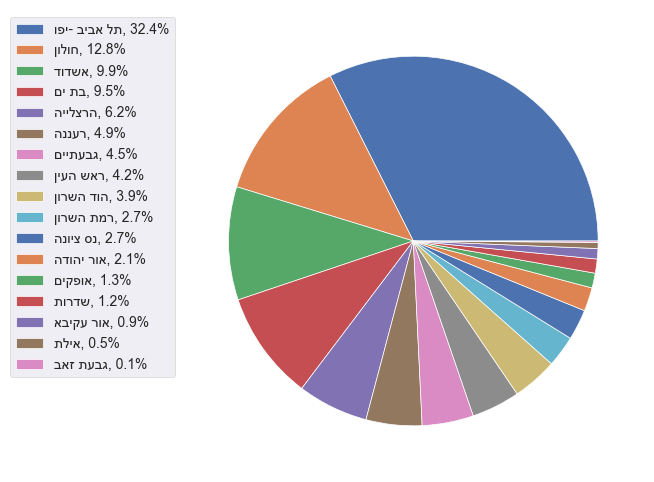 תל אביב -יפו, 32.4%
חולון, 12.8%
אשדוד, 9.9%
בת ים, 9.5%
הרצלייה, 6.2%
רעננה, 4.9%
גבעתיים, 4.5%
ראש העין, 4.2%
הוד השרון, 3.9%
רמת השרון, 2.7%
נס ציונה, 2.7%
אור יהודה, 2.1%
אופקים, 1.3%
שדרות, 1.2%
אור עקיבא, 0.9%
אילת, 0.5%
גבעת זאב, 0.1%